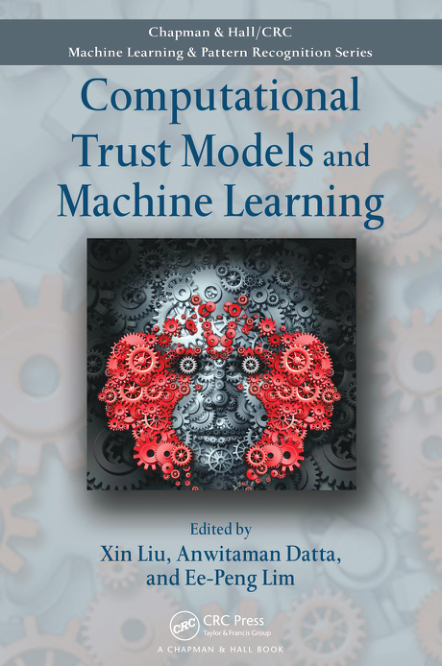 Chapman & Hall/CRC
Machine Learning & Pattern Recognition Series
Computational
Trust Models and
Machine Learning
Edited by
Xin Liu, Anwitaman Datta,
and Ee-Peng Lim
CRC
CRC Press
Taylor & Francis Group
A CHAPMAN & HALL BOOK